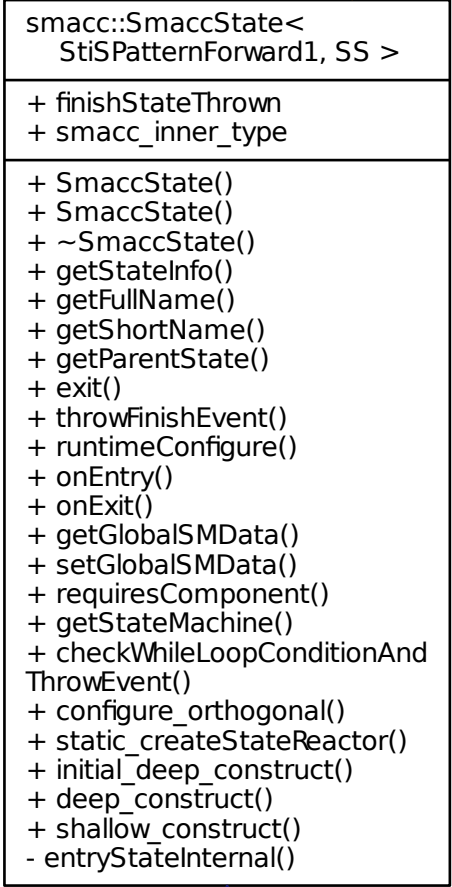 smacc::SmaccState<
StiSPatternForward1, SS >
+ finishStateThrown
+ smacc_inner_type
+ SmaccState()
+ SmaccState()
+ ~SmaccState()
+ getStateInfo()
+ getFullName()
+ getShortName()
+ getParentState()
+ exit()
+ throwFinishEvent()
+ runtimeConfigure()
+ onEntry()
+ onExit()
+ getGlobalSMData()
+ setGlobalSMData()
+ requiresComponent()
+ getStateMachine()
+ checkWhileLoopConditionAnd
ThrowEvent()
+ configure_orthogonal()
+ static_createStateReactor()
+ initial_deep_construct()
+ deep_construct()
+ shallow_construct()
- entryStateInternal()